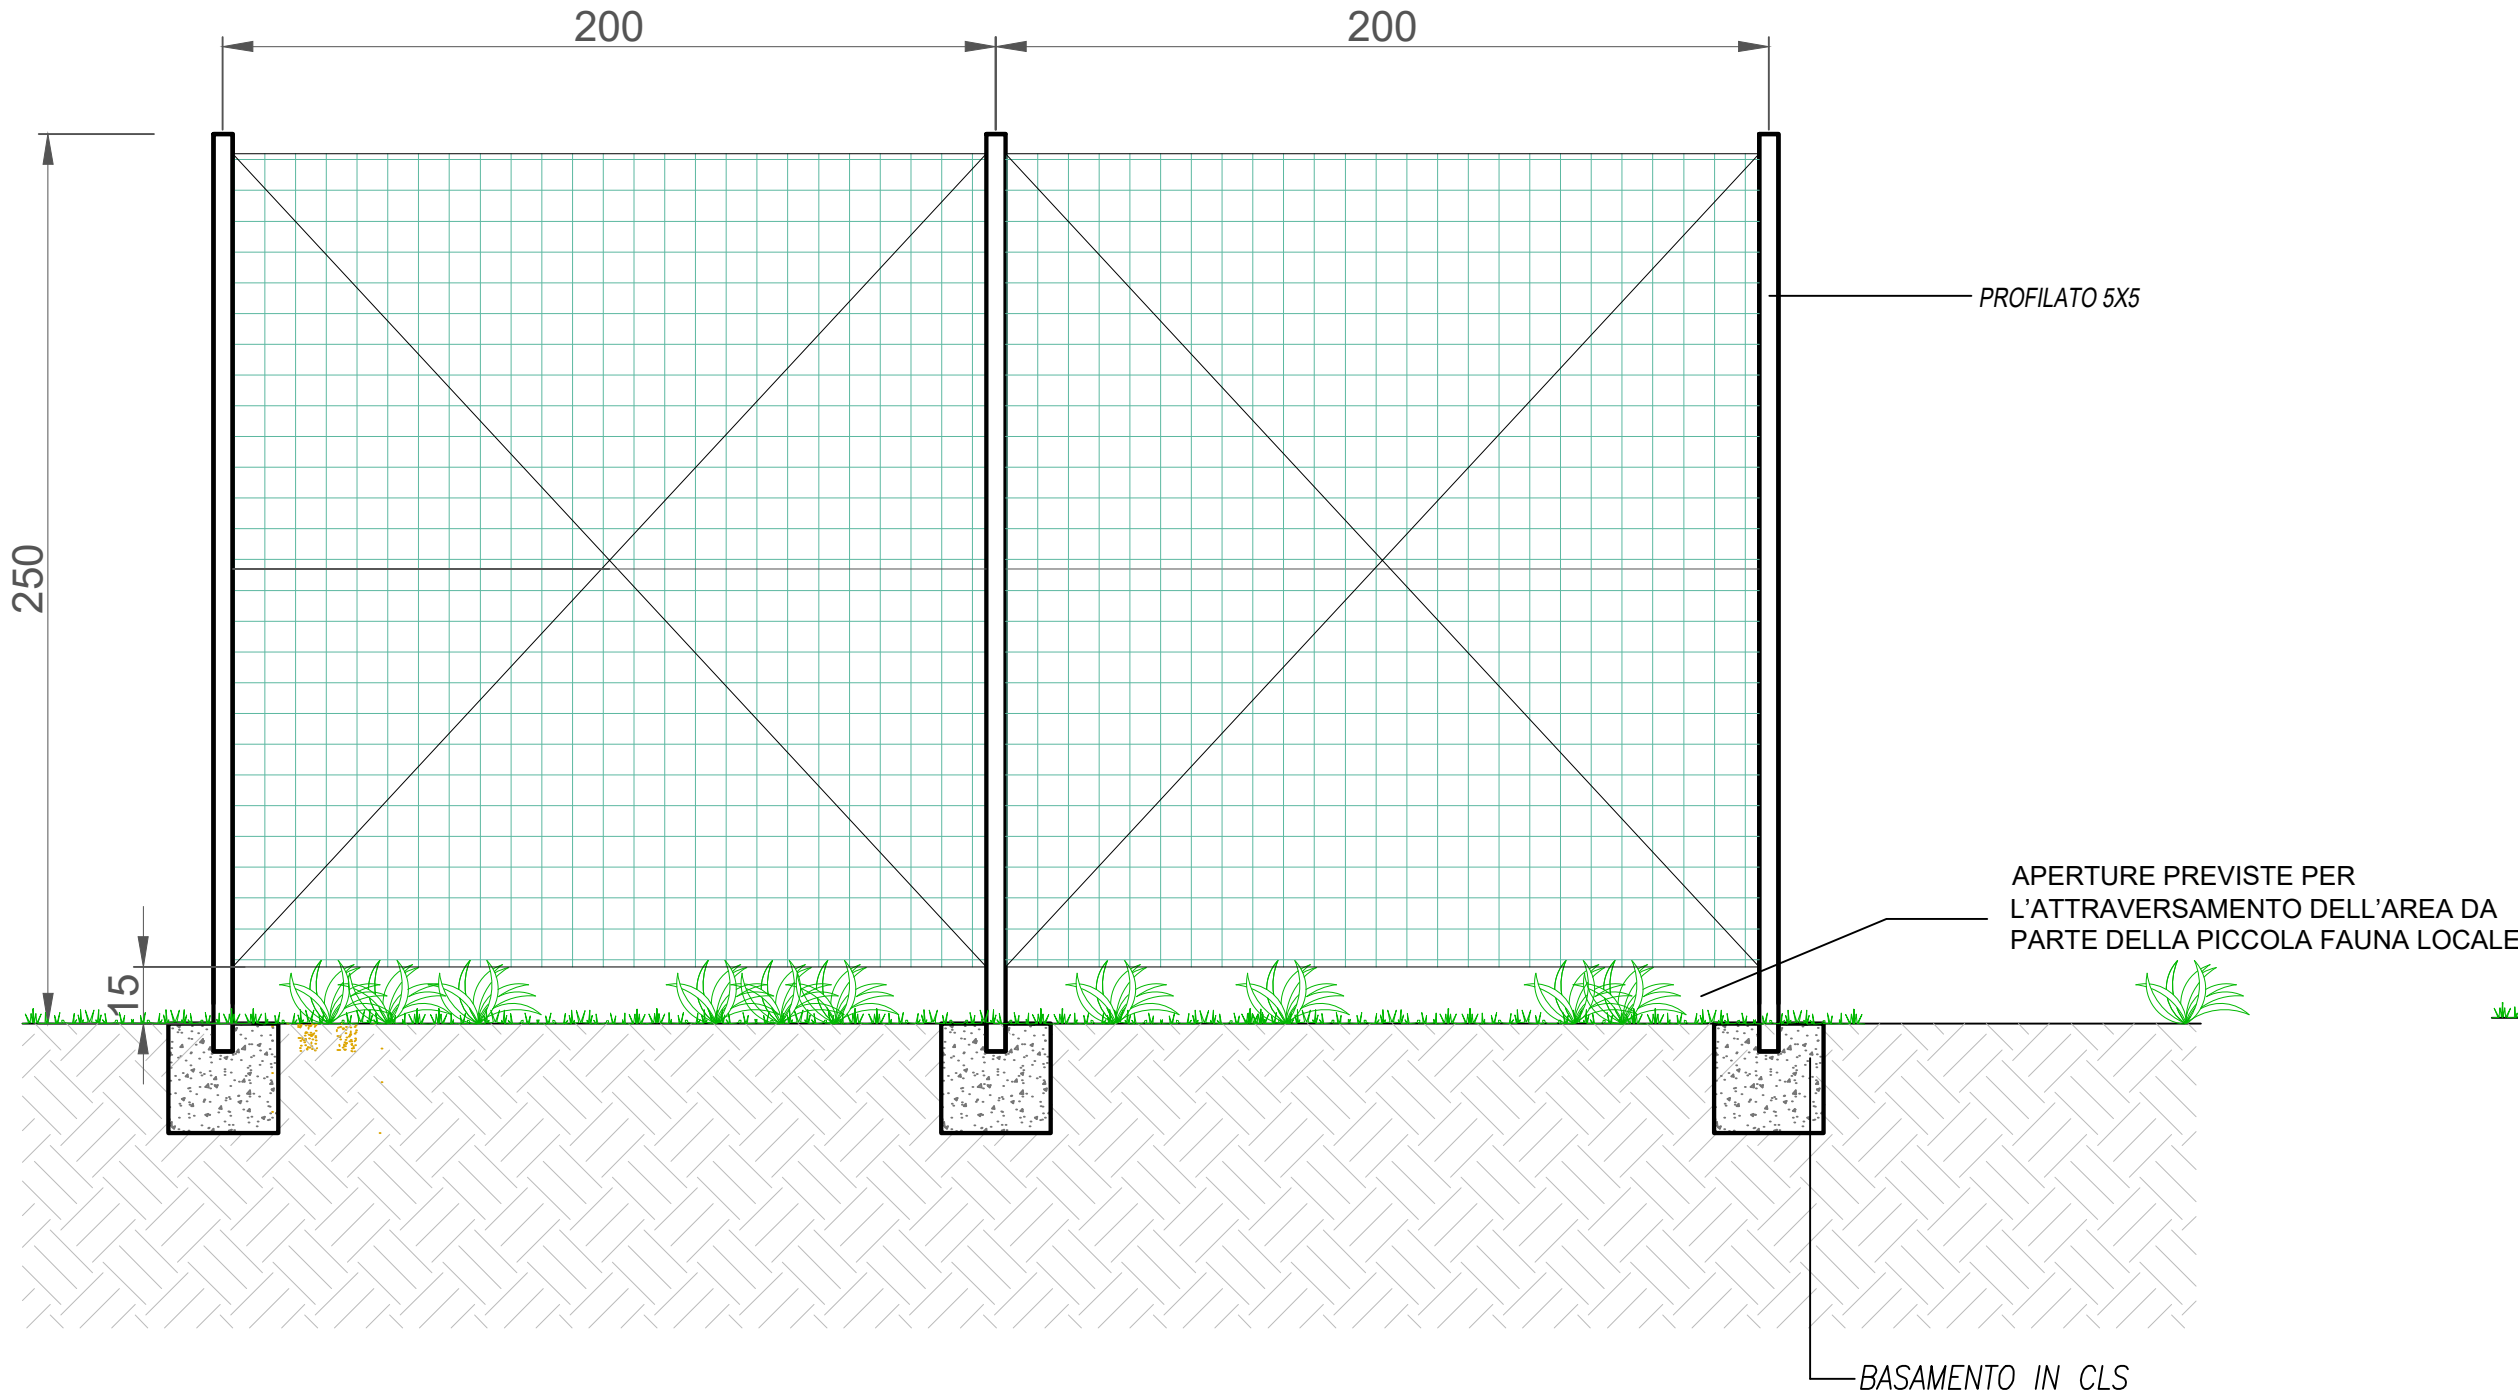 200
200
PROFILATO 5X5
250
APERTURE PREVISTE PER
L'ATTRAVERSAMENTO DELL'AREA DA
PARTE DELLA PICCOLA FAUNA LOCALE
15
BASAMENTO IN CLS